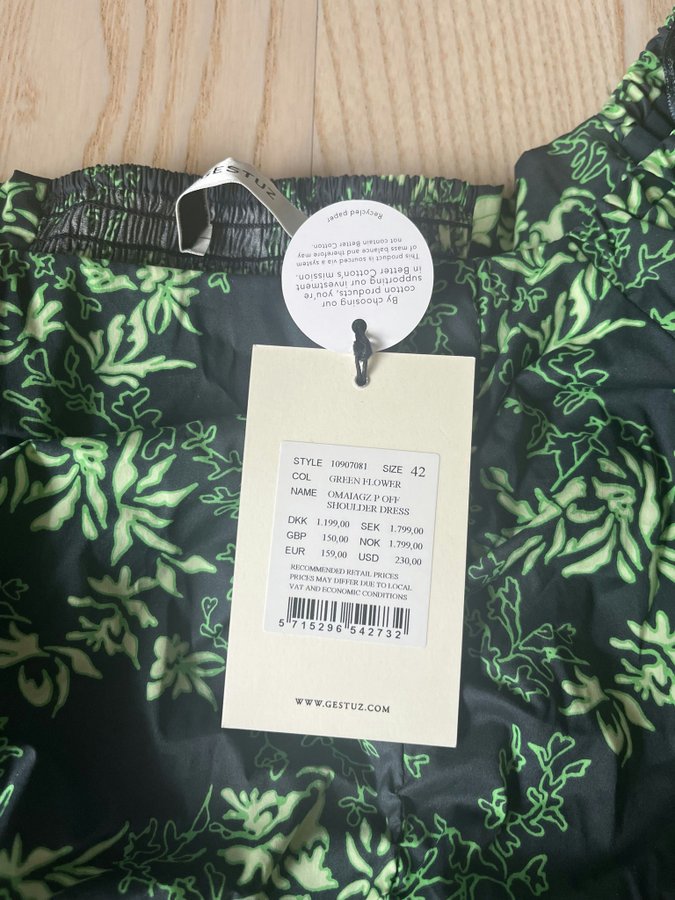 GESTUZ
Recycled paper
By choosing our
cotton products, you're
supporting our investment
in Better Cotton's mission.
This product is sourced via a system
of mass balance and therefore may
not contain Better Cotton.
STYLE 10907081 SIZE 42
COL GREEN FLOWER
NAME OMAIAGZ P OFF
SHOULDER DRESS
DKK 1.199,00 SEK 1.799,00
GBP 150,00 NOK 1.799,00
EUR 159,00 USD 230,00
RECOMMENDED RETAIL PRICES
PRICES MAY DIFFER DUE TO LOCAL
VAT AND ECONOMIC CONDITIONS
5 715296 542732
WWW.GESTUZ.COM